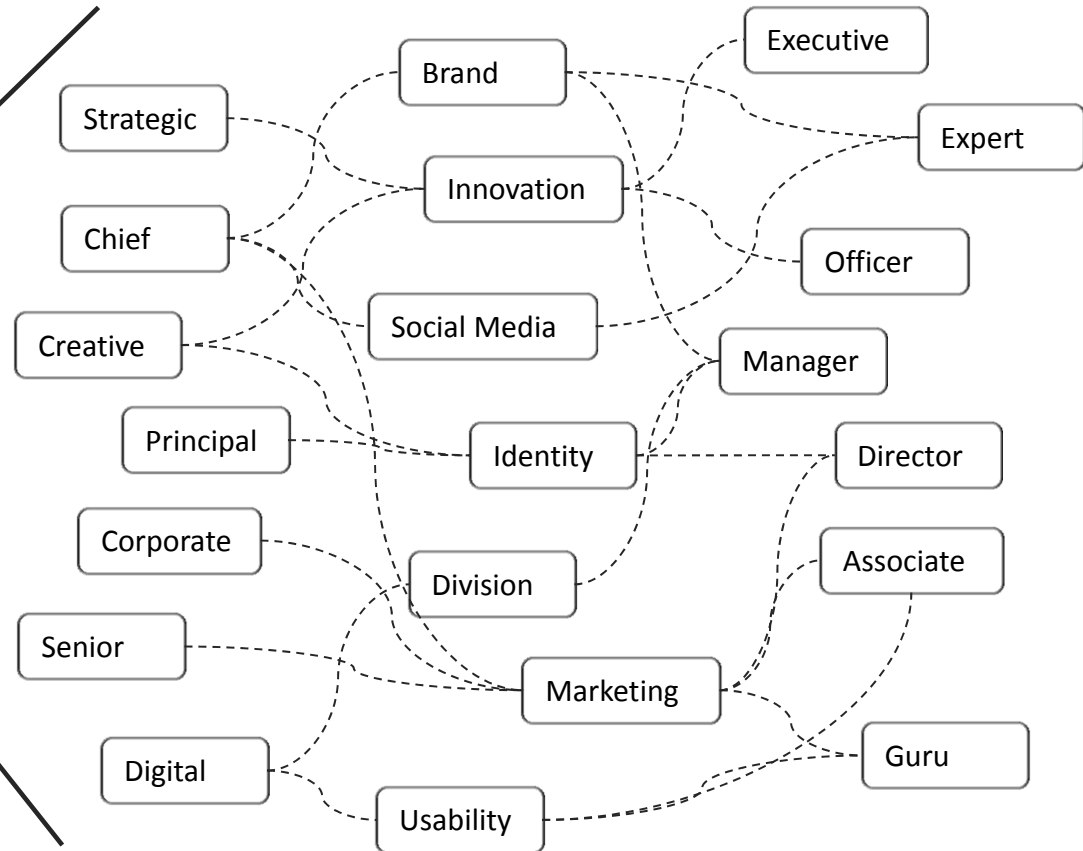 Strategic
Chief
Creative
Principal
Corporate
Senior
Digital
Brand
Innovation
Social Media
Identity
Division
Marketing
Usability
Executive
Expert
Officer
Manager
Director
Associate
Guru